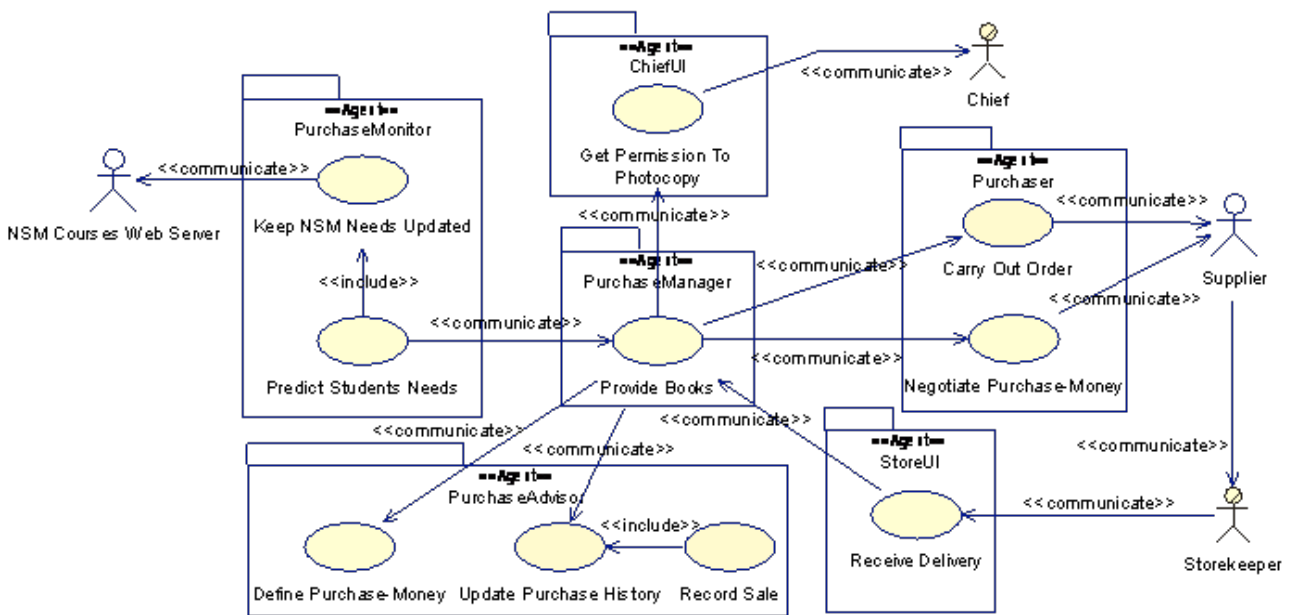 ==Agent==
ChiefUI
<<communicate>>
Chief
Get Permission To
Photocopy
==Agent==
PurchaseMonitor
<<communicate>>
NSM Courses Web Server
Keep NSM Needs Updated
<<include>>
Predict Students Needs
<<communicate>>
<<communicate>>
==Agent==
PurchaseManager
Provide Books
<<communicate>>
<<communicate>>
==Agent==
Purchaser
<<communicate>>
Carry Out Order
Supplier
<<communicate>>
Negotiate Purchase-Money
<<communicate>>
<<communicate>>
<<communicate>>
<<communicate>>
==Agent==
StoreUI
<<communicate>>
Receive Delivery
Storekeeper
==Agent==
PurchaseAdvisor
<<include>>
Define Purchase-Money
Update Purchase History
Record Sale